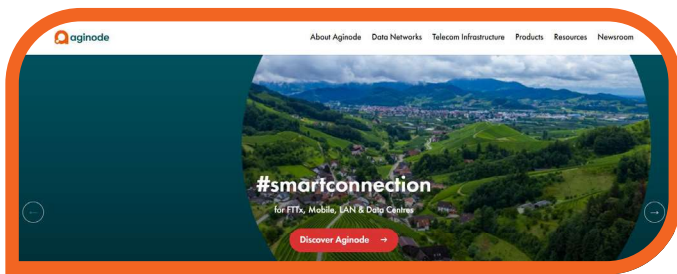 aginode
About Aginode Data Networks Telecom Infrastructure Products Resources Newsroom
#smartconnection
for FTTx, Mobile, LAN & Data Centres
Discover Aginode →